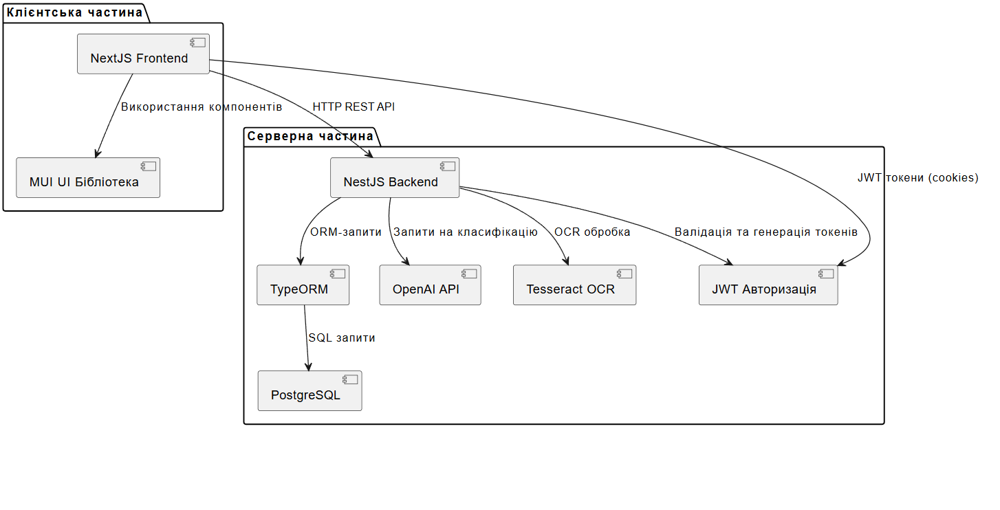 Клієнтська частина
NextJS Frontend
Використання компонентів
HTTP REST API
Серверна частина
MUI UI Бібліотека
NestJS Backend
JWT токени (cookies)
ORM-запити
Запити на класифікацію
OCR обробка
Валідація та генерація токенів
TypeORM
OpenAI API
Tesseract OCR
JWT Авторизація
SQL запити
PostgreSQL